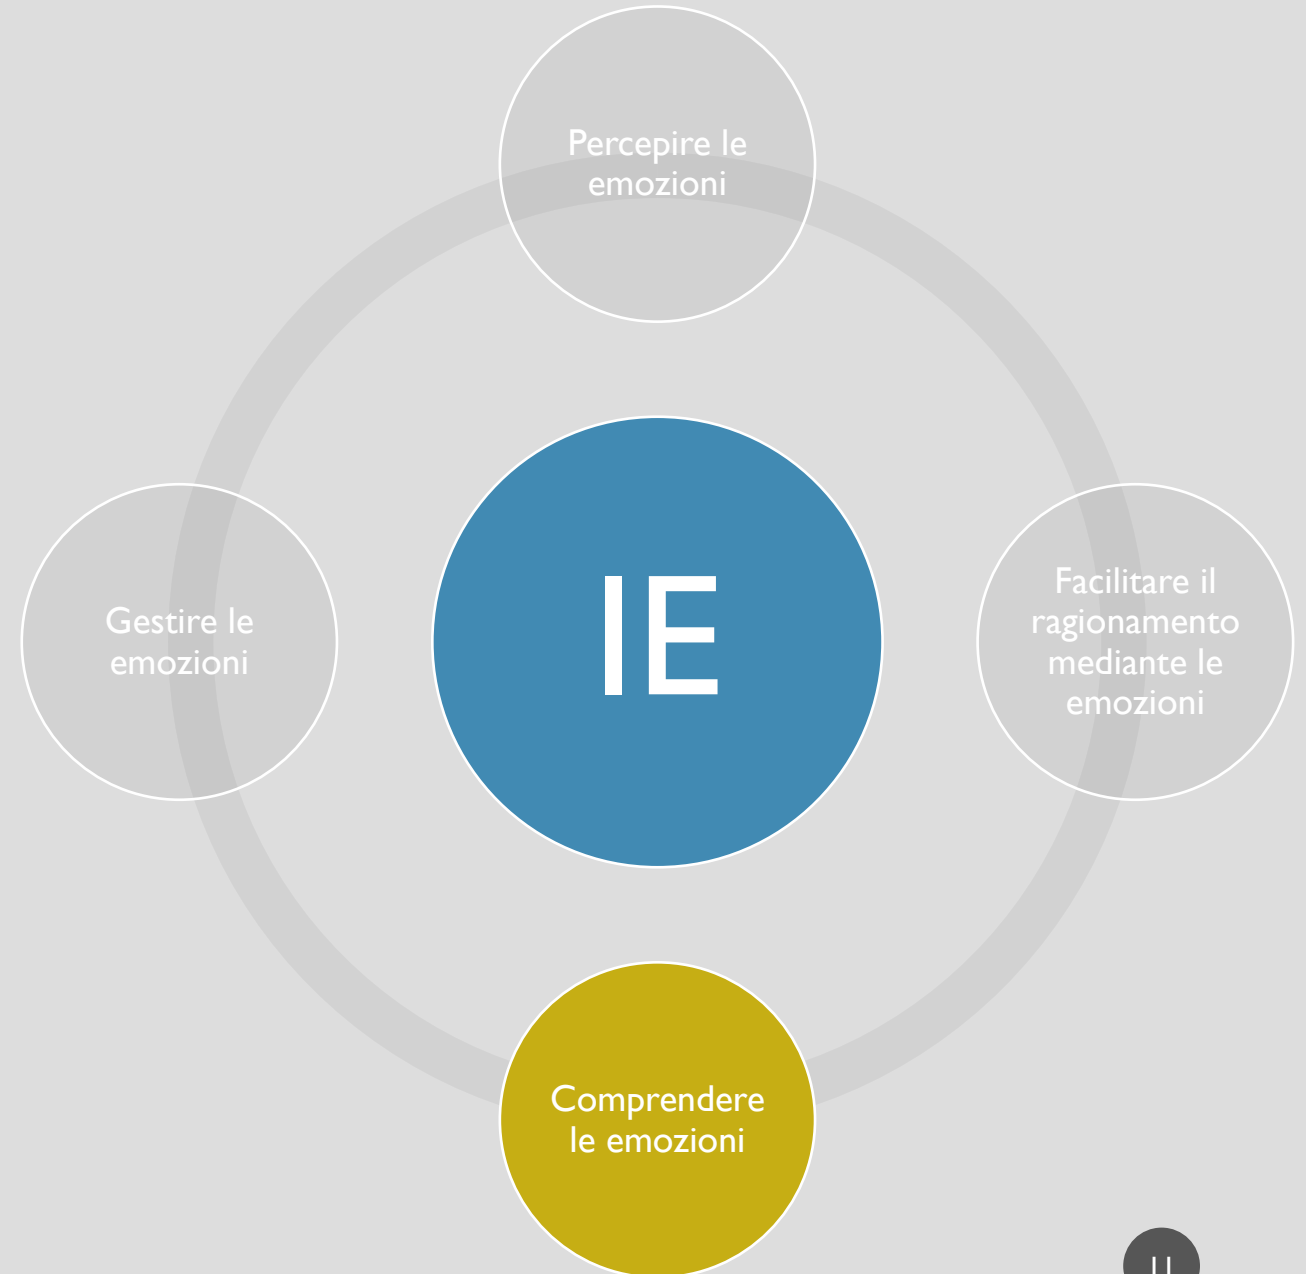 Percepire le
emozioni
Gestire le
emozioni
IE
Facilitare il
ragionamento
mediante le
emozioni
Comprendere
le emozioni